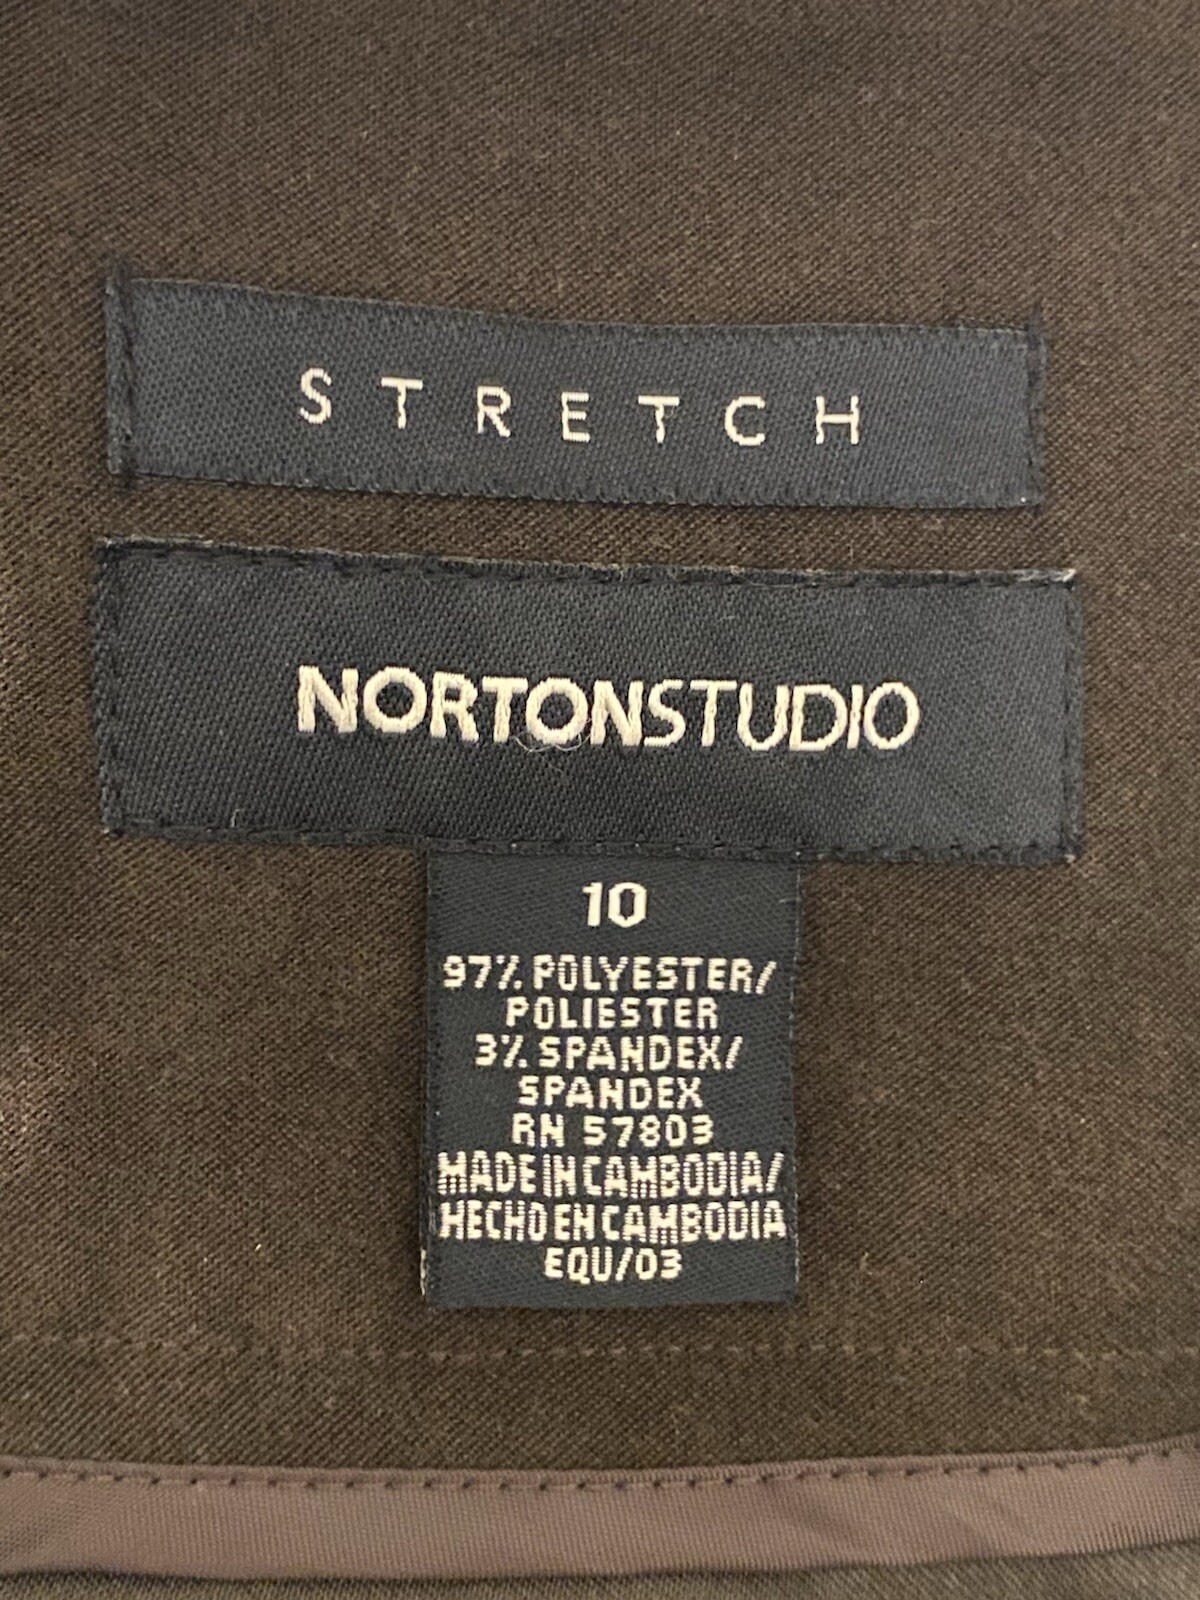 STRETCH
NORTONSTUDIO
10
97% POLYESTER/
POLIESTER
3% SPANDEX/
SPANDEX
RN 57803
MADE IN CAMBODIA/
HECHO EN CAMBODIA
EQU/03